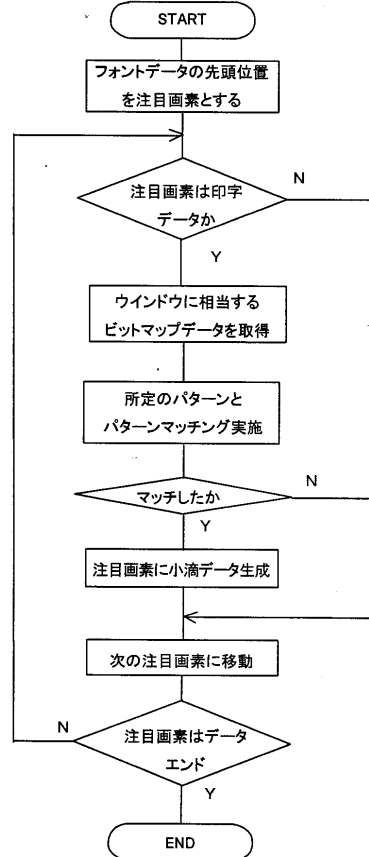 START
フォントデータの先頭位置
を注目画素とする
注目画素は印字
データか
N
Y
ウインドウに相当する
ビットマップデータを取得
所定のパターンと
パターンマッチング実施
マッチしたか
N
Y
注目画素に小滴データ生成
次の注目画素に移動
注目画素はデータ
エンド
N
Y
END